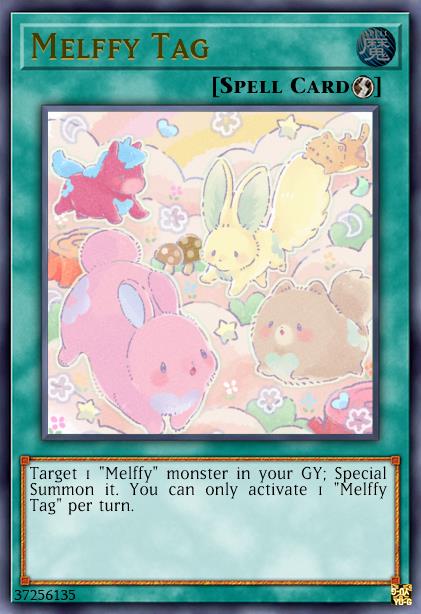 MELFFY TAG
魔
[SPELL CARD]
Target 1 "Melffy" monster in your GY; Special
Summon it. You can only activate 1 "Melffy
Tag" per turn.
37256135